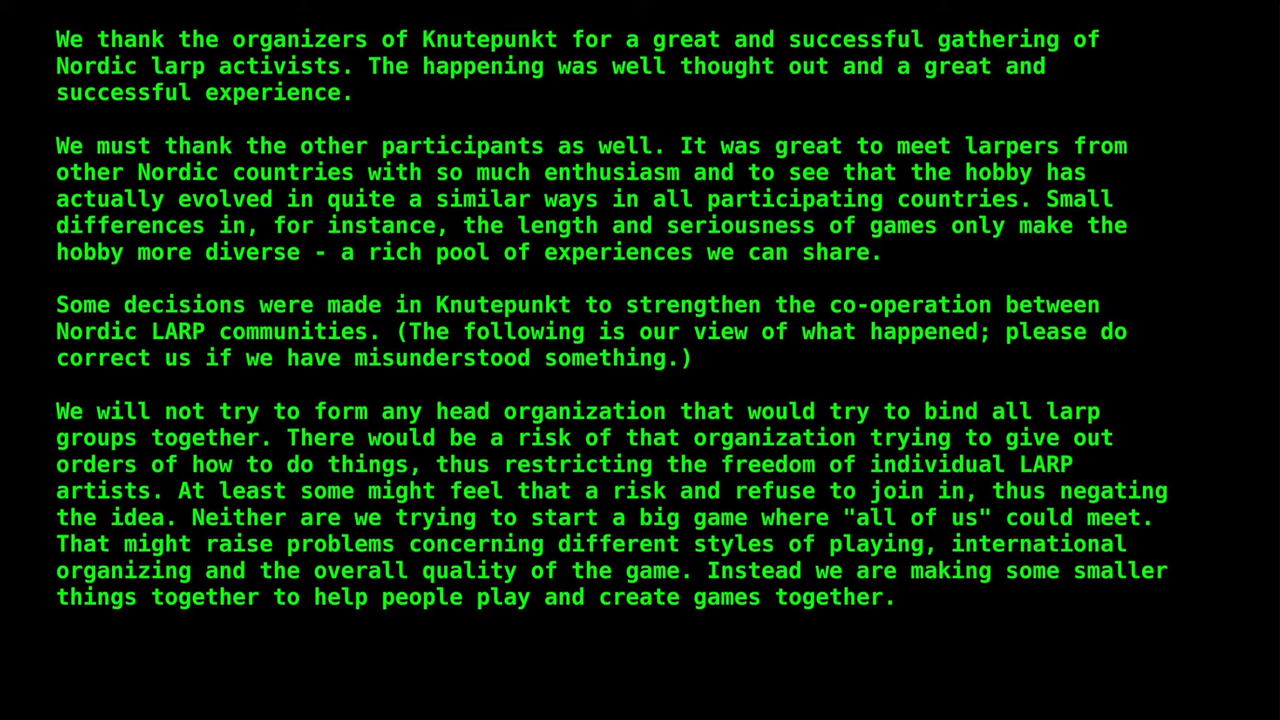 We thank the organizers of Knutepunkt for a great and successful gathering of
Nordic larp activists. The happening was well thought out and a great and
successful experience.
We must thank the other participants as well. It was great to meet larpers from
other Nordic countries with so much enthusiasm and to see that the hobby has
actually evolved in quite a similar ways in all participating countries. Small
differences in, for instance, the length and seriousness of games only make the
hobby more diverse - a rich pool of experiences we can share.
Some decisions were made in Knutepunkt to strengthen the co-operation between
Nordic LARP communities. (The following is our view of what happened; please do
correct us if we have misunderstood something.)
We will not try to form any head organization that would try to bind all larp
groups together. There would be a risk of that organization trying to give out
orders of how to do things, thus restricting the freedom of individual LARP
artists. At least some might feel that a risk and refuse to join in, thus negating
the idea. Neither are we trying to start a big game where "all of us" could meet.
That might raise problems concerning different styles of playing, international
organizing and the overall quality of the game. Instead we are making some smaller
things together to help people play and create games together.